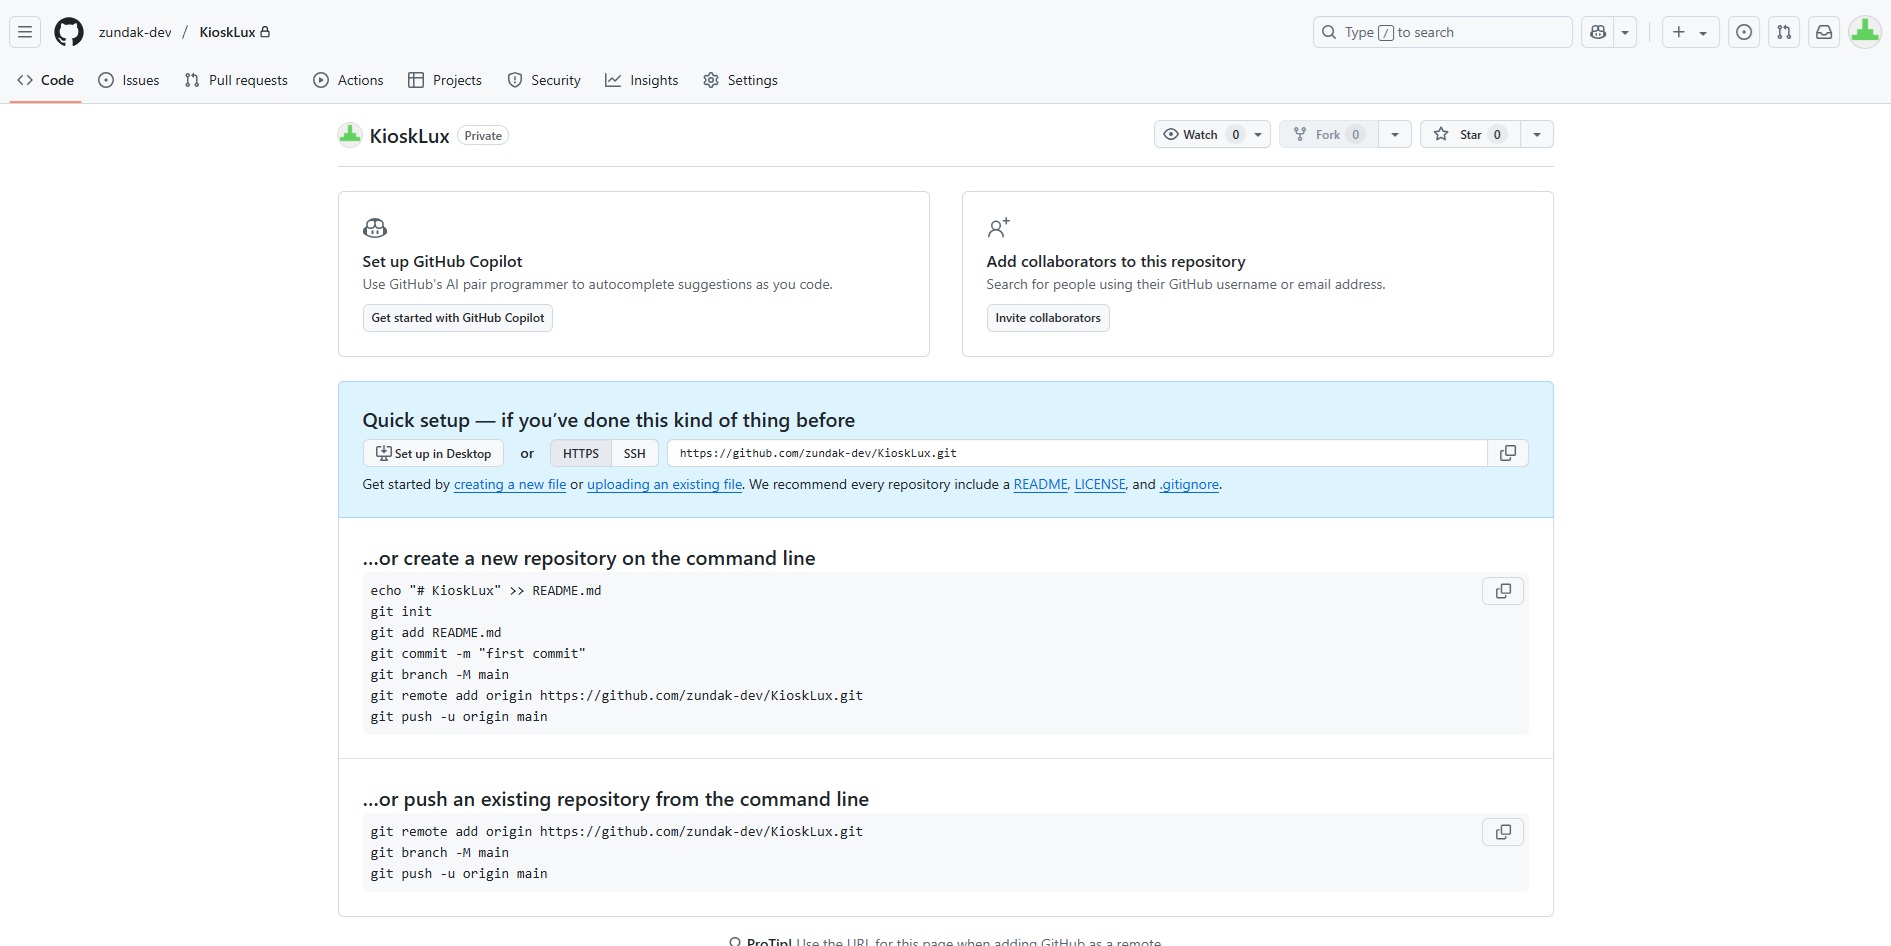 zundak-dev / KioskLux
Type / to search
Code Issues Pull requests Actions Projects Security Insights Settings
KioskLux Private
Watch 0 Fork 0 Star 0
Set up GitHub Copilot
Use GitHub's AI pair programmer to autocomplete suggestions as you code.
Get started with GitHub Copilot
Add collaborators to this repository
Search for people using their GitHub username or email address.
Invite collaborators
Quick setup — if you’ve done this kind of thing before
Set up in Desktop or HTTPS SSH https://github.com/zundak-dev/KioskLux.git
Get started by creating a new file or uploading an existing file. We recommend every repository include a README, LICENSE, and .gitignore.
…or create a new repository on the command line
echo "# KioskLux" >> README.md
git init
git add README.md
git commit -m "first commit"
git branch -M main
git remote add origin https://github.com/zundak-dev/KioskLux.git
git push -u origin main
…or push an existing repository from the command line
git remote add origin https://github.com/zundak-dev/KioskLux.git
git branch -M main
git push -u origin main
ProTip! Use the URL for this page when adding GitHub as a remote.